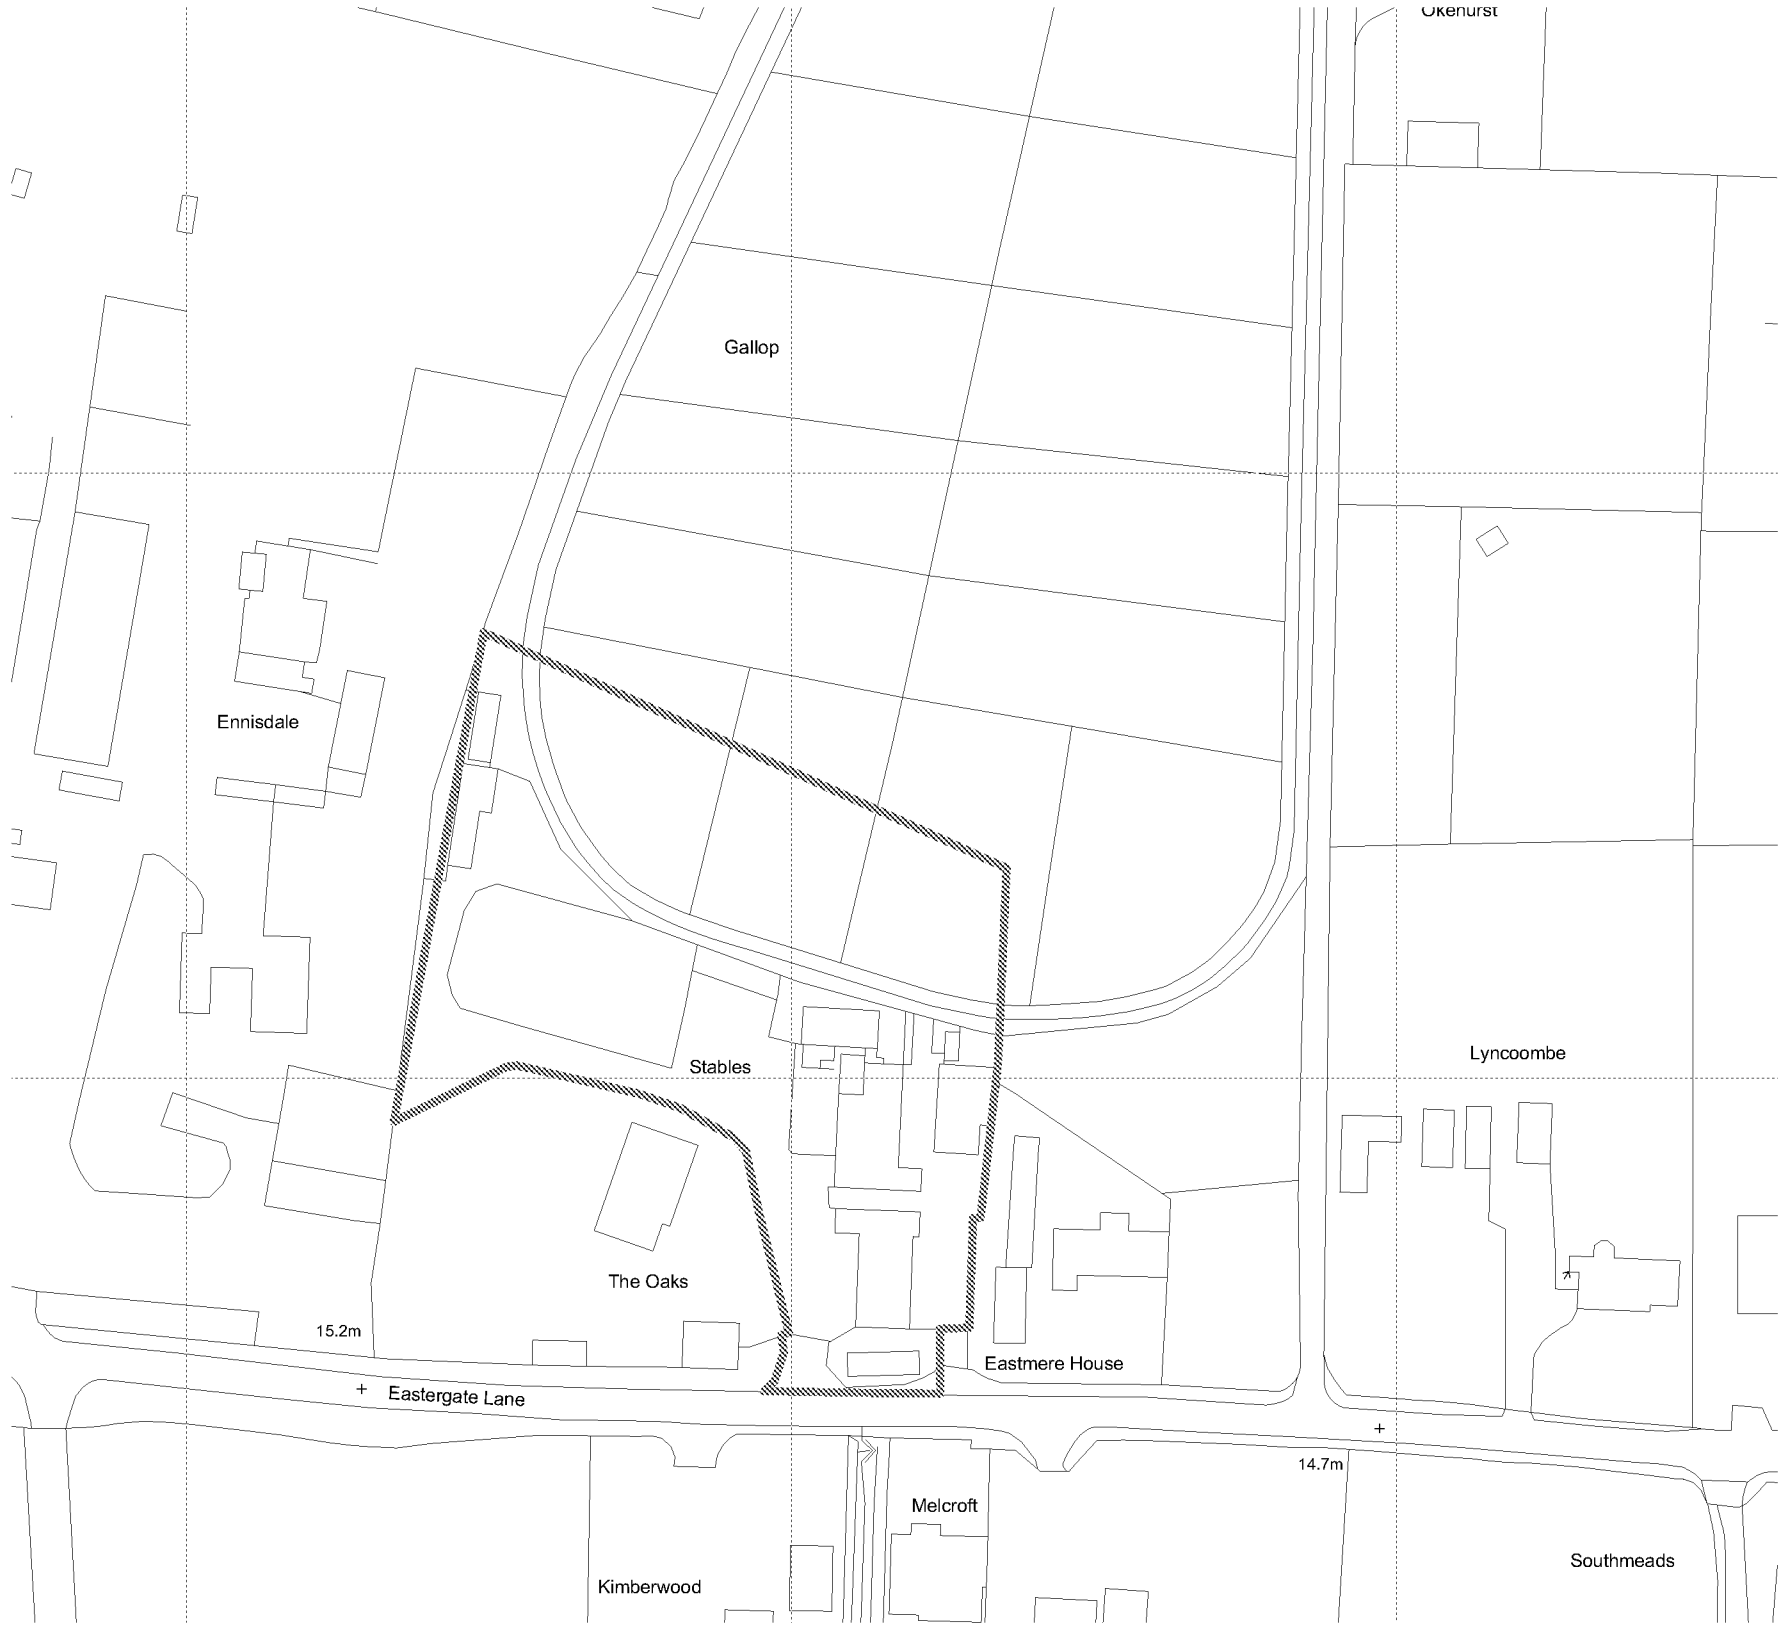 Okehurst
Gallop
Ennisdale
Lyncoombe
Stables
The Oaks
15.2m
Eastmere House
Eastergate Lane
14.7m
Melcroft
Southmeads
Kimberwood